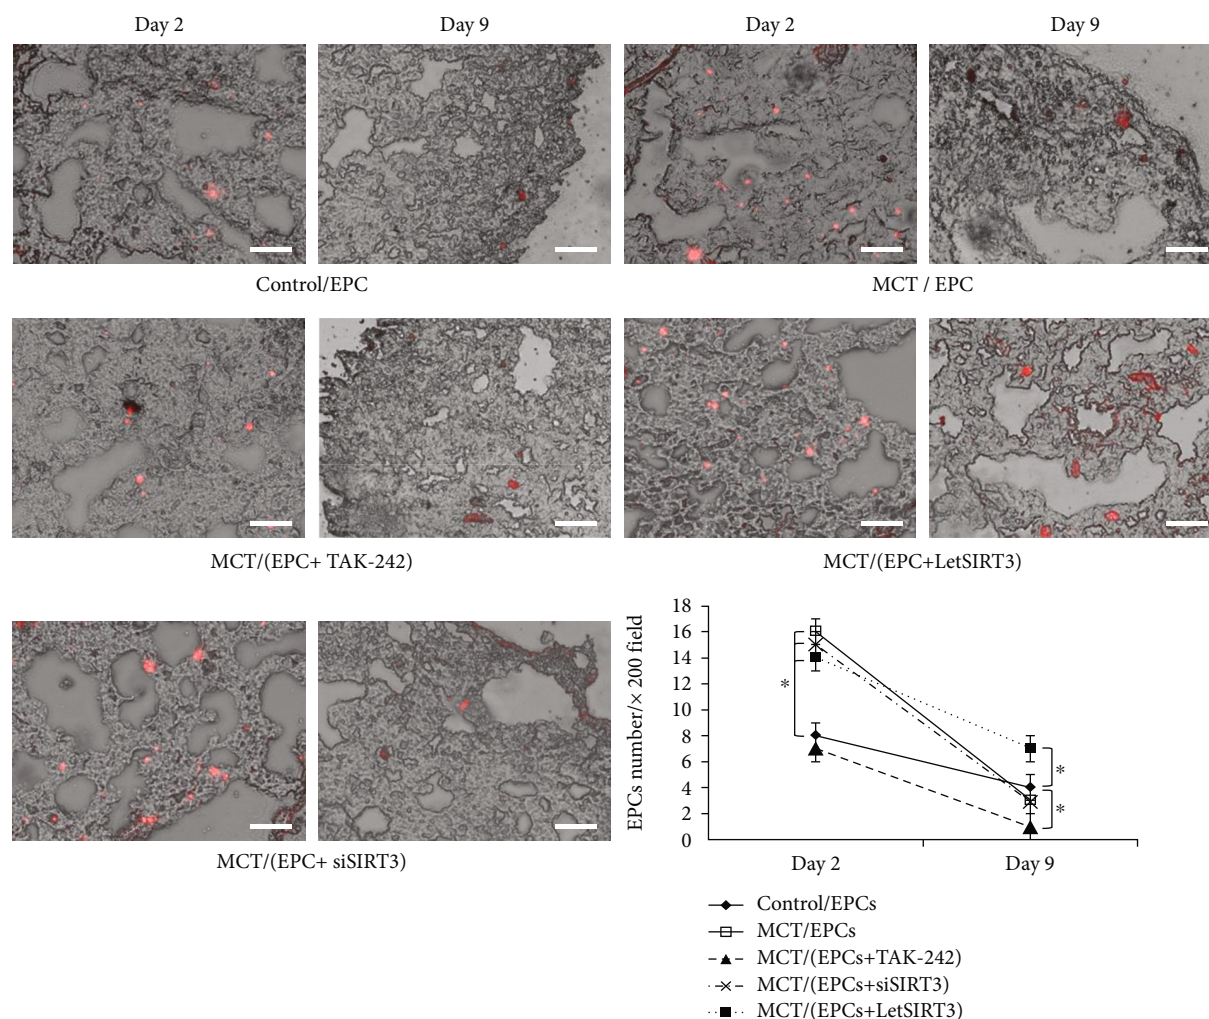 Day 2
Day 9
Day 2
Day 9
Control/EPC
MCT / EPC
MCT/(EPC+ TAK-242)
MCT/(EPC+LetSIRT3)
MCT/(EPC+ siSIRT3)
EPCs number/× 200 field
18
16
14
12
10
8
6
4
2
0
*
*
*
Day 2
Day 9
Control/EPCs
MCT/EPCs
MCT/(EPCs+TAK-242)
MCT/(EPCs+siSIRT3)
MCT/(EPCs+LetSIRT3)